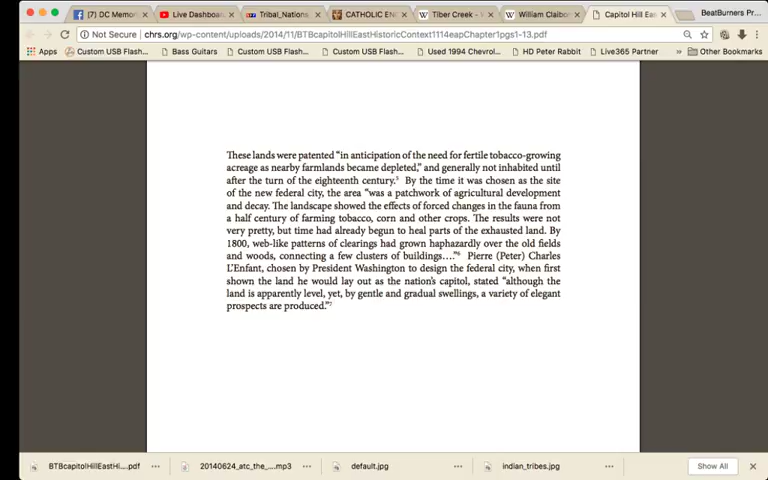 (7) DC Memori
Live Dashboar
Tribal_Nations
CATHOLIC EN
Tiber Creek - W
William Claibor
Capitol Hill Eas
BeatBurners Pr...
Not Secure | chrs.org/wp-content/uploads/2014/11/BTBcapitolHillEastHistoricContext1114eapChapter1pgs1-13.pdf
Apps Custom USB Flash... Bass Guitars Custom USB Flash... Custom USB Flash... Used 1994 Chevrol... HD Peter Rabbit Live365 Partner Other Bookmarks
These lands were patented “in anticipation of the need for fertile tobacco-growing
acreage as nearby farmlands became depleted,” and generally not inhabited until
after the turn of the eighteenth century.5 By the time it was chosen as the site
of the new federal city, the area “was a patchwork of agricultural development
and decay. The landscape showed the effects of forced changes in the fauna from
a half century of farming tobacco, corn and other crops. The results were not
very pretty, but time had already begun to heal parts of the exhausted land. By
1800, web-like patterns of clearings had grown haphazardly over the old fields
and woods, connecting a few clusters of buildings....”6 Pierre (Peter) Charles
L’Enfant, chosen by President Washington to design the federal city, when first
shown the land he would lay out as the nation’s capitol, stated “although the
land is apparently level, yet, by gentle and gradual swellings, a variety of elegant
prospects are produced.”7
BTBcapitolHillEastHi....pdf
20140624_atc_the_....mp3
default.jpg
indian_tribes.jpg
Show All